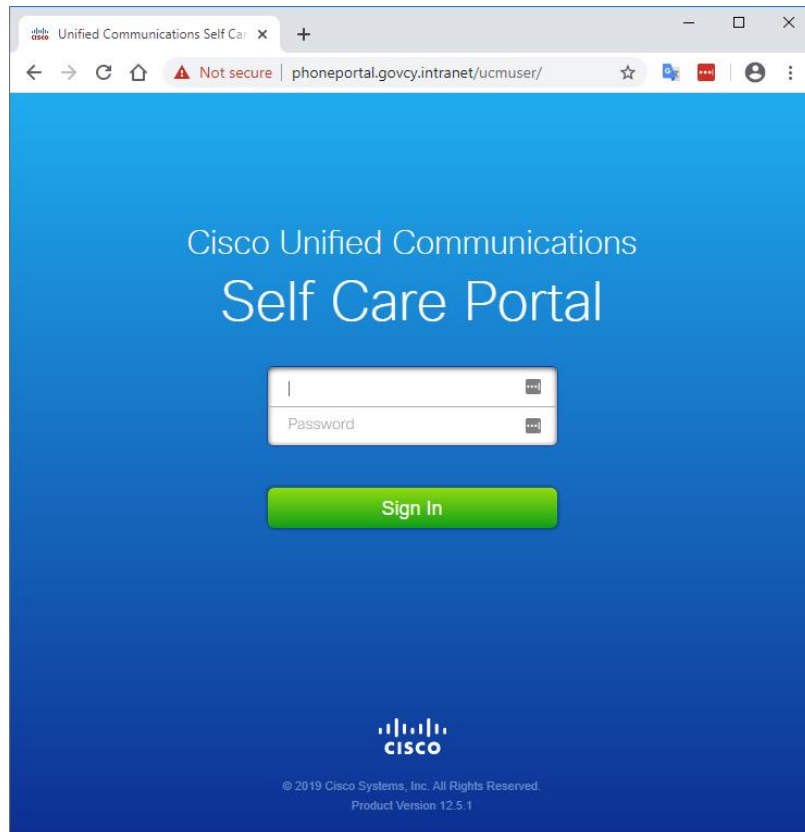 Unified Communications Self Car
Not secure phoneportal.govcy.intranet/ucmuser/
Cisco Unified Communications
Self Care Portal
Password
Sign In
CISCO
© 2019 Cisco Systems, Inc. All Rights Reserved.
Product Version 12.5.1